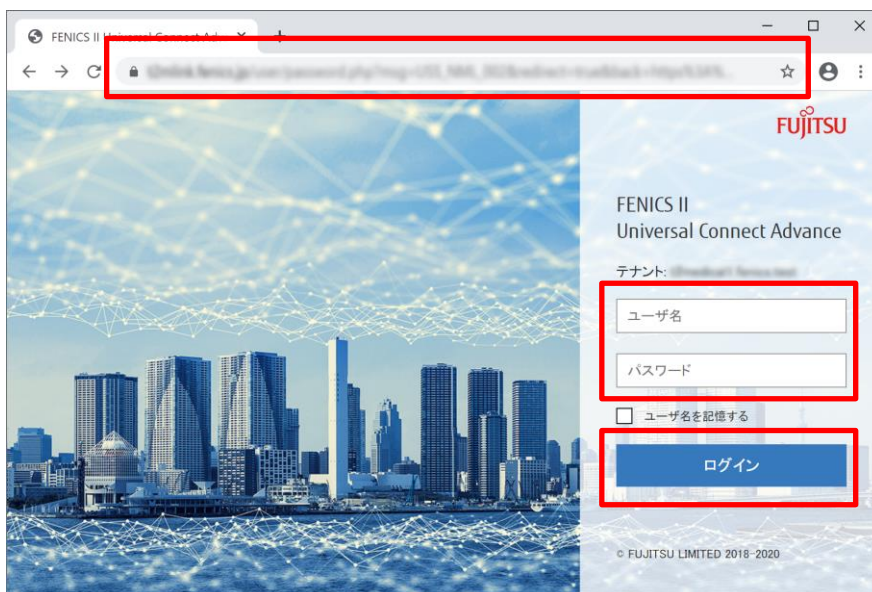 FENICS II Universal Connect Ad
FUJITSU
FENICS II
Universal Connect Advance
テナント:
ユーザ名
パスワード
ユーザ名を記憶する
ログイン
© FUJITSU LIMITED 2018-2020